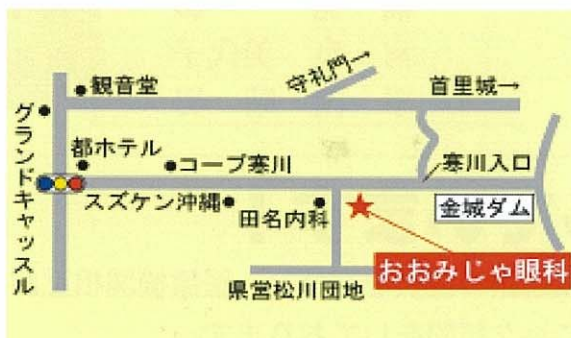 守礼門→
首里城→
観音堂
グランドキャッスル
都ホテル
コープ寒川
寒川入口
スズケン沖縄
田名内科
金城ダム
おおみじゃ眼科
県営松川団地